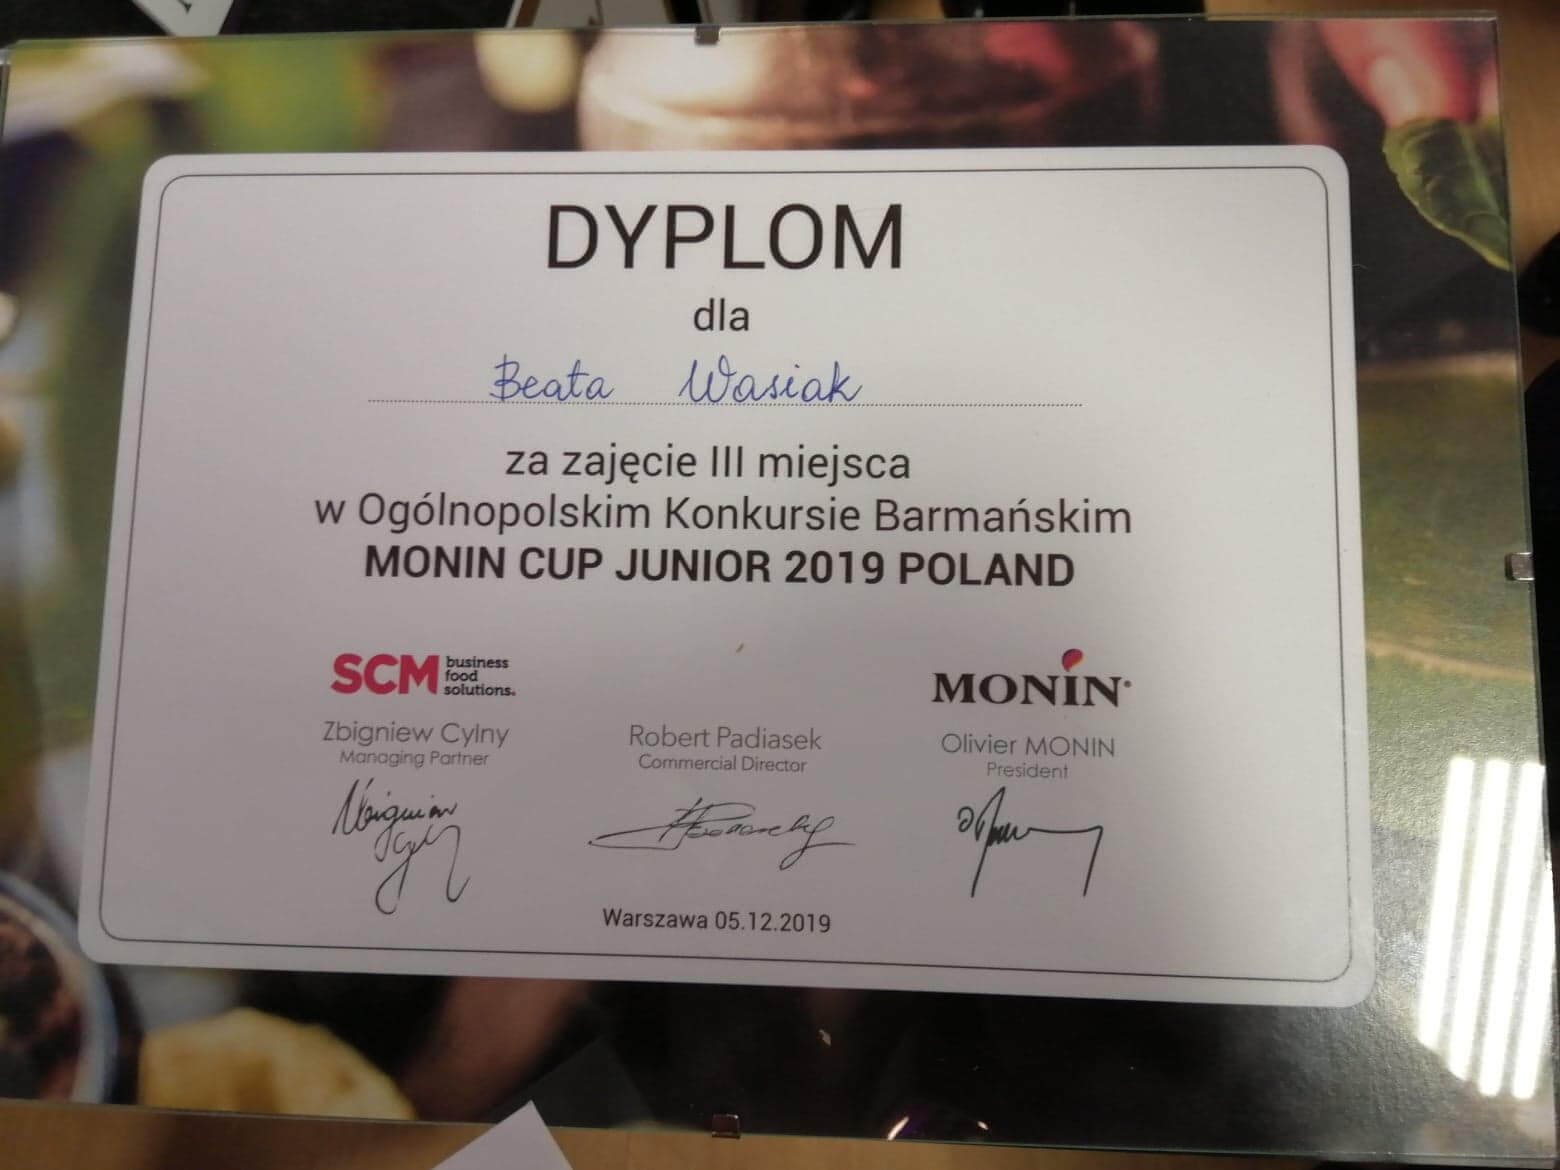 DYPLOM
dla
Beata Wasiak
za zajęcie III miejsca
w Ogólnopolskim Konkursie Barmańskim
MONIN CUP JUNIOR 2019 POLAND
SCM business
food
solutions.
Zbigniew Cylny
Managing Partner
Robert Padiasek
Commercial Director
MONIN®
Olivier MONIN
President
Warszawa 05.12.2019